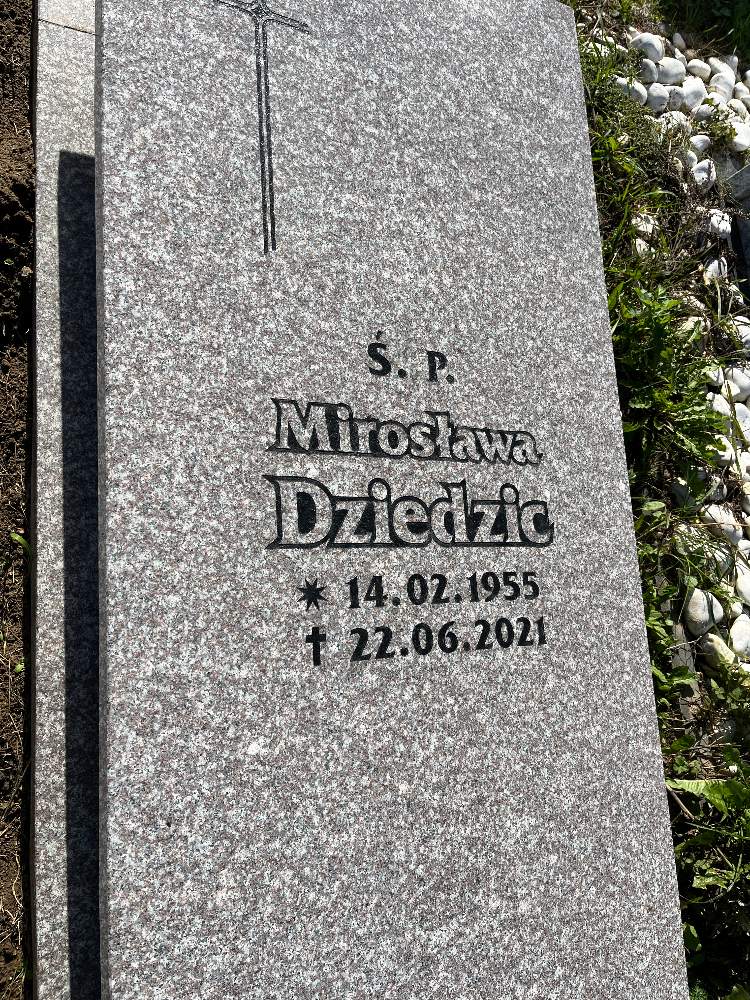 Ś. P.
Mirosława
Dziedzic
* 14.02.1955
✝ 22.06.2021